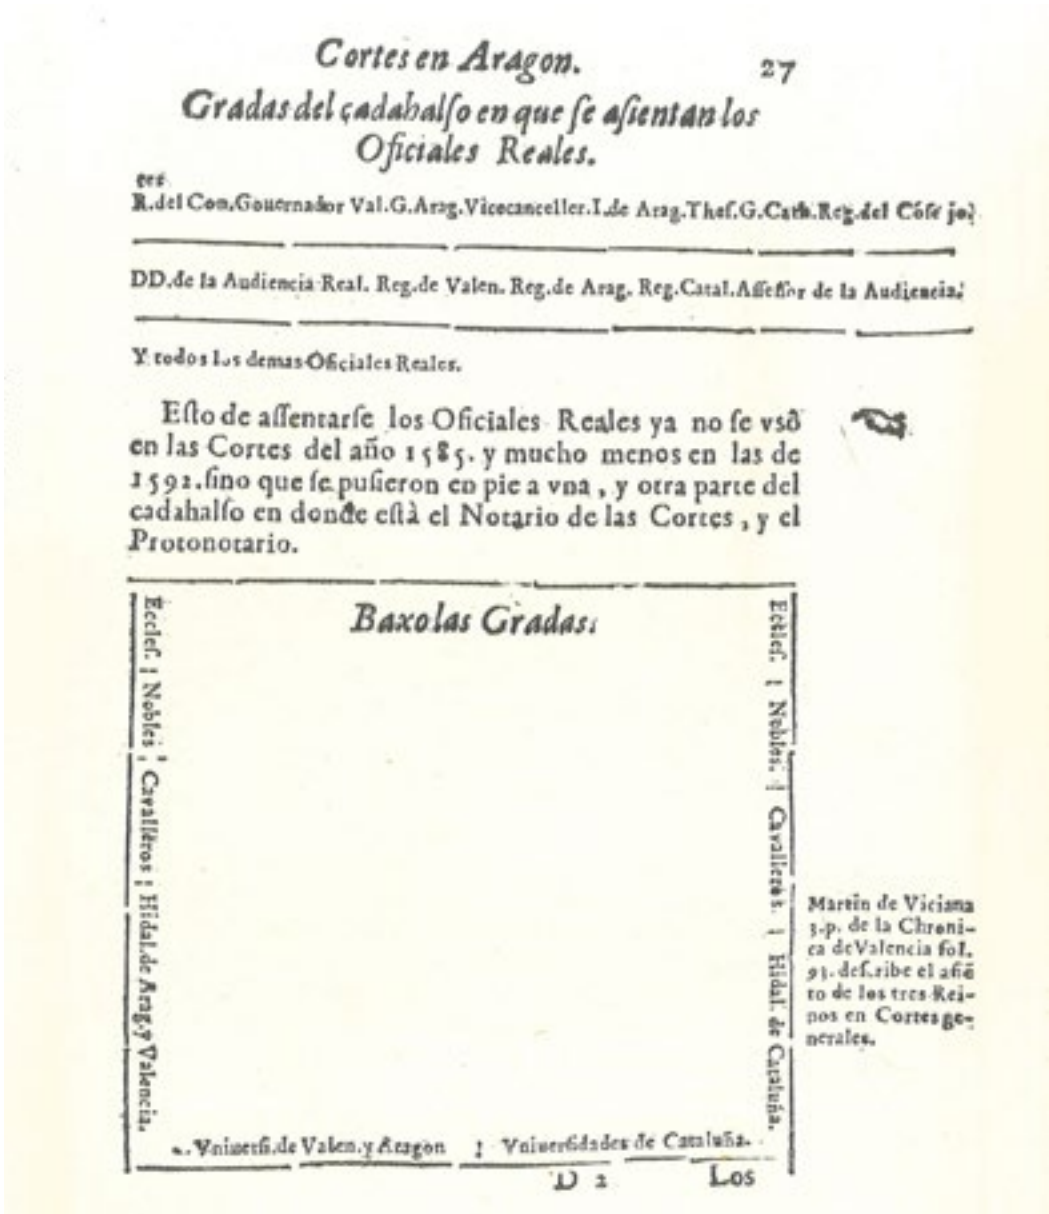 Cortes en Aragon. 27
Gradas del çadahalſo en que ſe aſientan los
Oficiales Reales.
R.del Con.Gouernador Val.G.Arag.Vicecanceller.I.de Arag.Theſ.G.Cath.Reg.del Cóſe jo.
DD.de la Audiencia Real. Reg.de Valen. Reg.de Arag. Reg.Catal.Aſſeſſor de la Audiencia.
Y todos los demas Oficiales Reales.
Eſto de aſſentarſe los Oficiales Reales ya no ſe vsò
en las Cortes del año 1585. y mucho menos en las de
1592.ſino que ſe puſieron en pie a vna , y otra parte del
cadahalſo en donde eſtà el Notario de las Cortes , y el
Protonotario.
Baxo las Gradas.
Eccleſ. ¦ Nobles ¦ Cavalleros ¦ Hidal.de Arag.y Valencia.
Eccleſ. ¦ Nobles. ¦ Cavalleros. ¦ Hidal. de Cataluña.
Martin de Viciana
3.p. de la Chroni-
ca de Valencia fol.
93. deſcribe el aſiē
to de los tres Rei-
nos en Cortes ge-
nerales.
Vniuerſi.de Valen.y Aragon ¦ Vniuerſidades de Cataluña.
D 2 Los